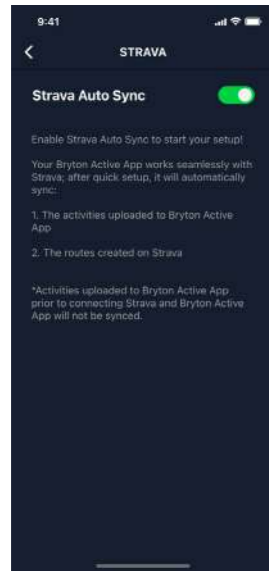 9:41
STRAVA
Strava Auto Sync
Enable Strava Auto Sync to start your setup!
Your Bryton Active App works seamlessly with
Strava; after quick setup, it will automatically
sync:
1. The activities uploaded to Bryton Active
App
2. The routes created on Strava
*Activities uploaded to Bryton Active App
prior to connecting Strava and Bryton Active
App will not be synced.